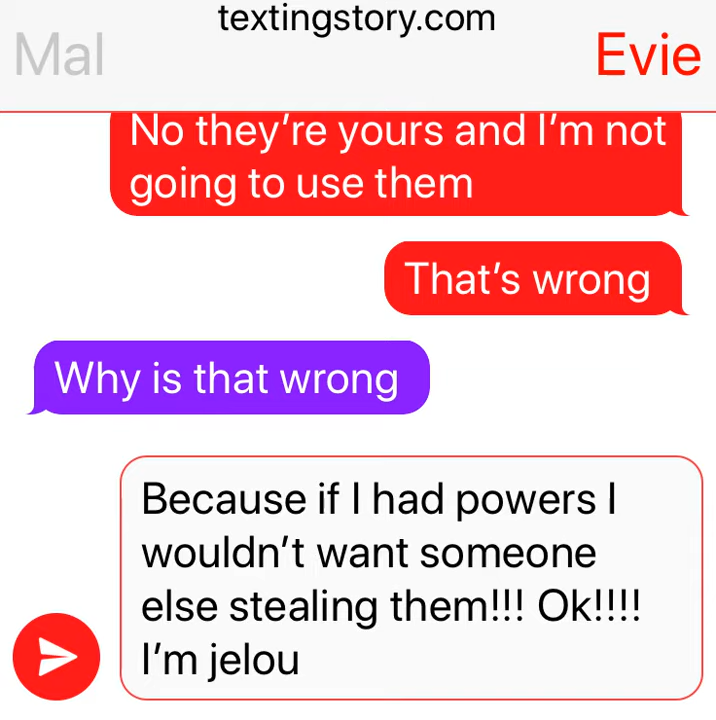 textingstory.com
Mal
Evie
No they're yours and I'm not
going to use them
That's wrong
Why is that wrong
Because if I had powers I
wouldn't want someone
else stealing them!!! Ok!!!!
I'm jelou